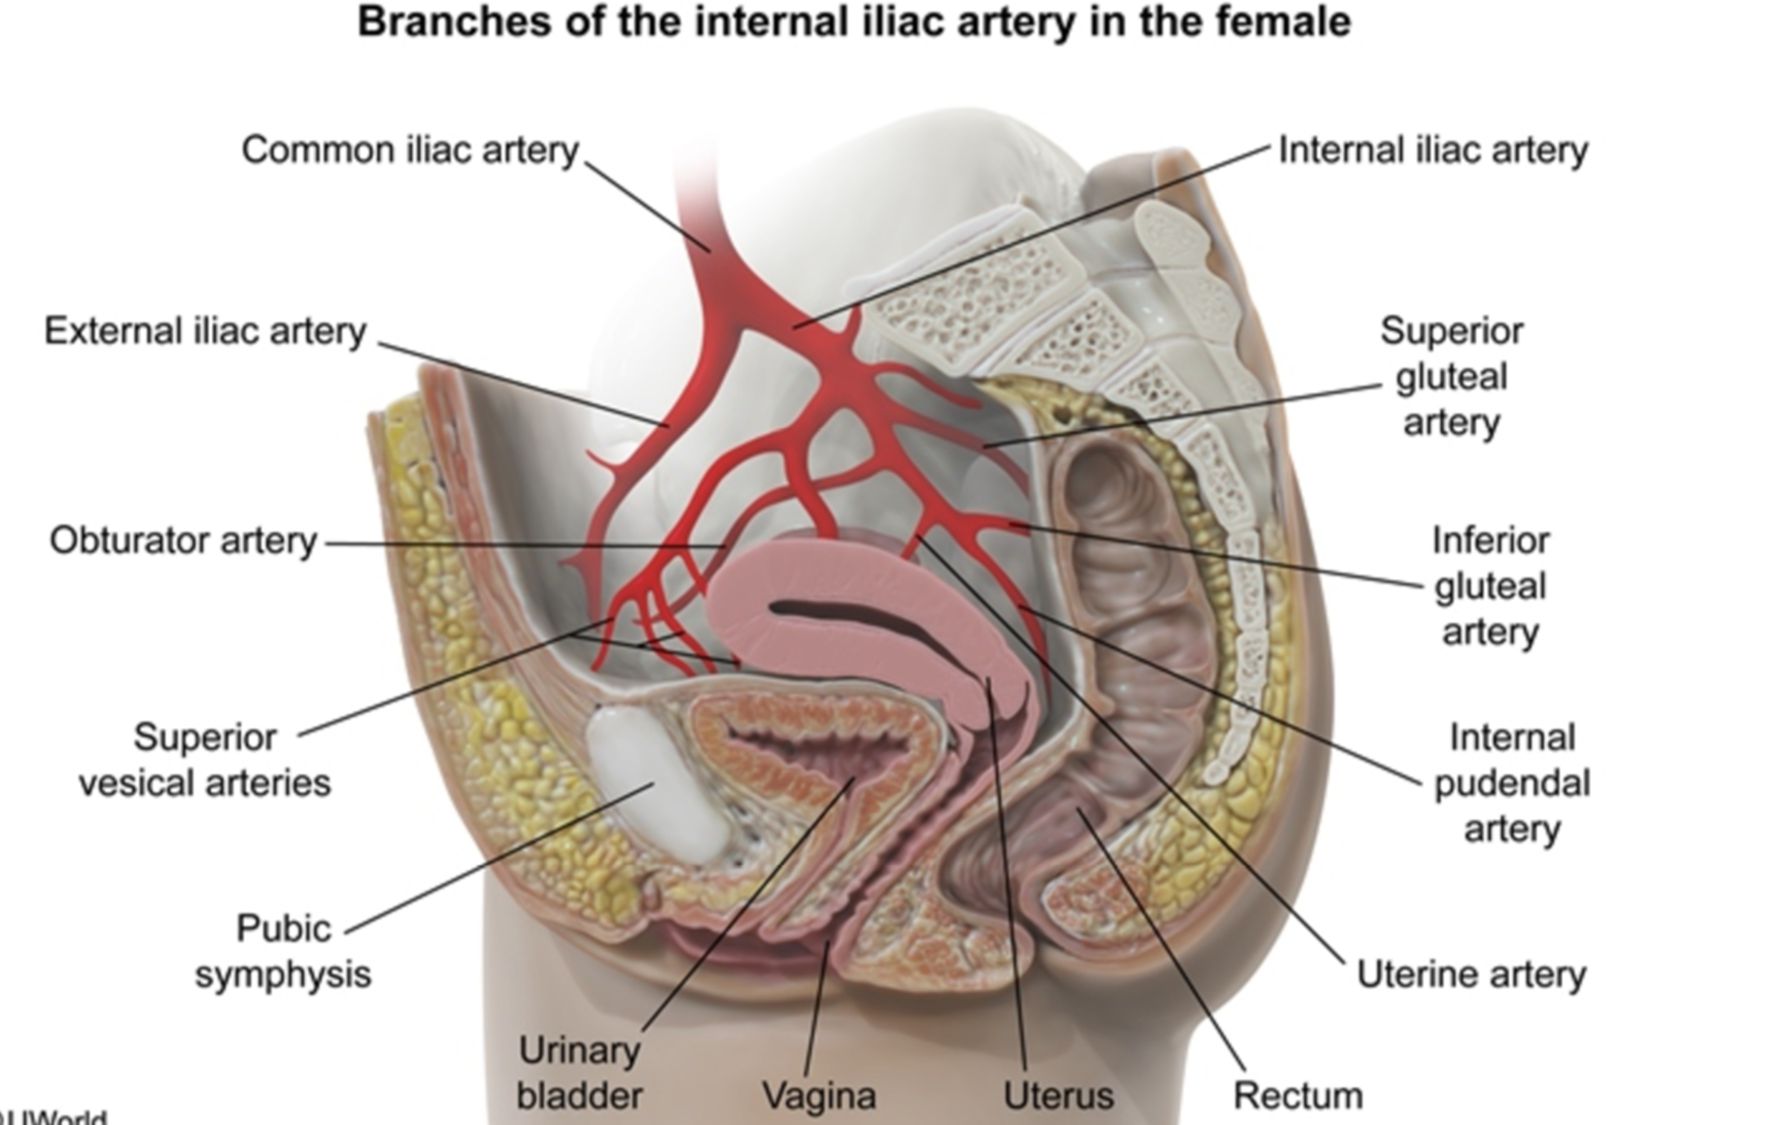 Branches of the internal iliac artery in the female
Common iliac artery
Internal iliac artery
External iliac artery
Superior
gluteal
artery
Obturator artery
Inferior
gluteal
artery
Superior
vesical arteries
Internal
pudendal
artery
Pubic
symphysis
Uterine artery
Urinary
bladder
Vagina
Uterus
Rectum
UWorld